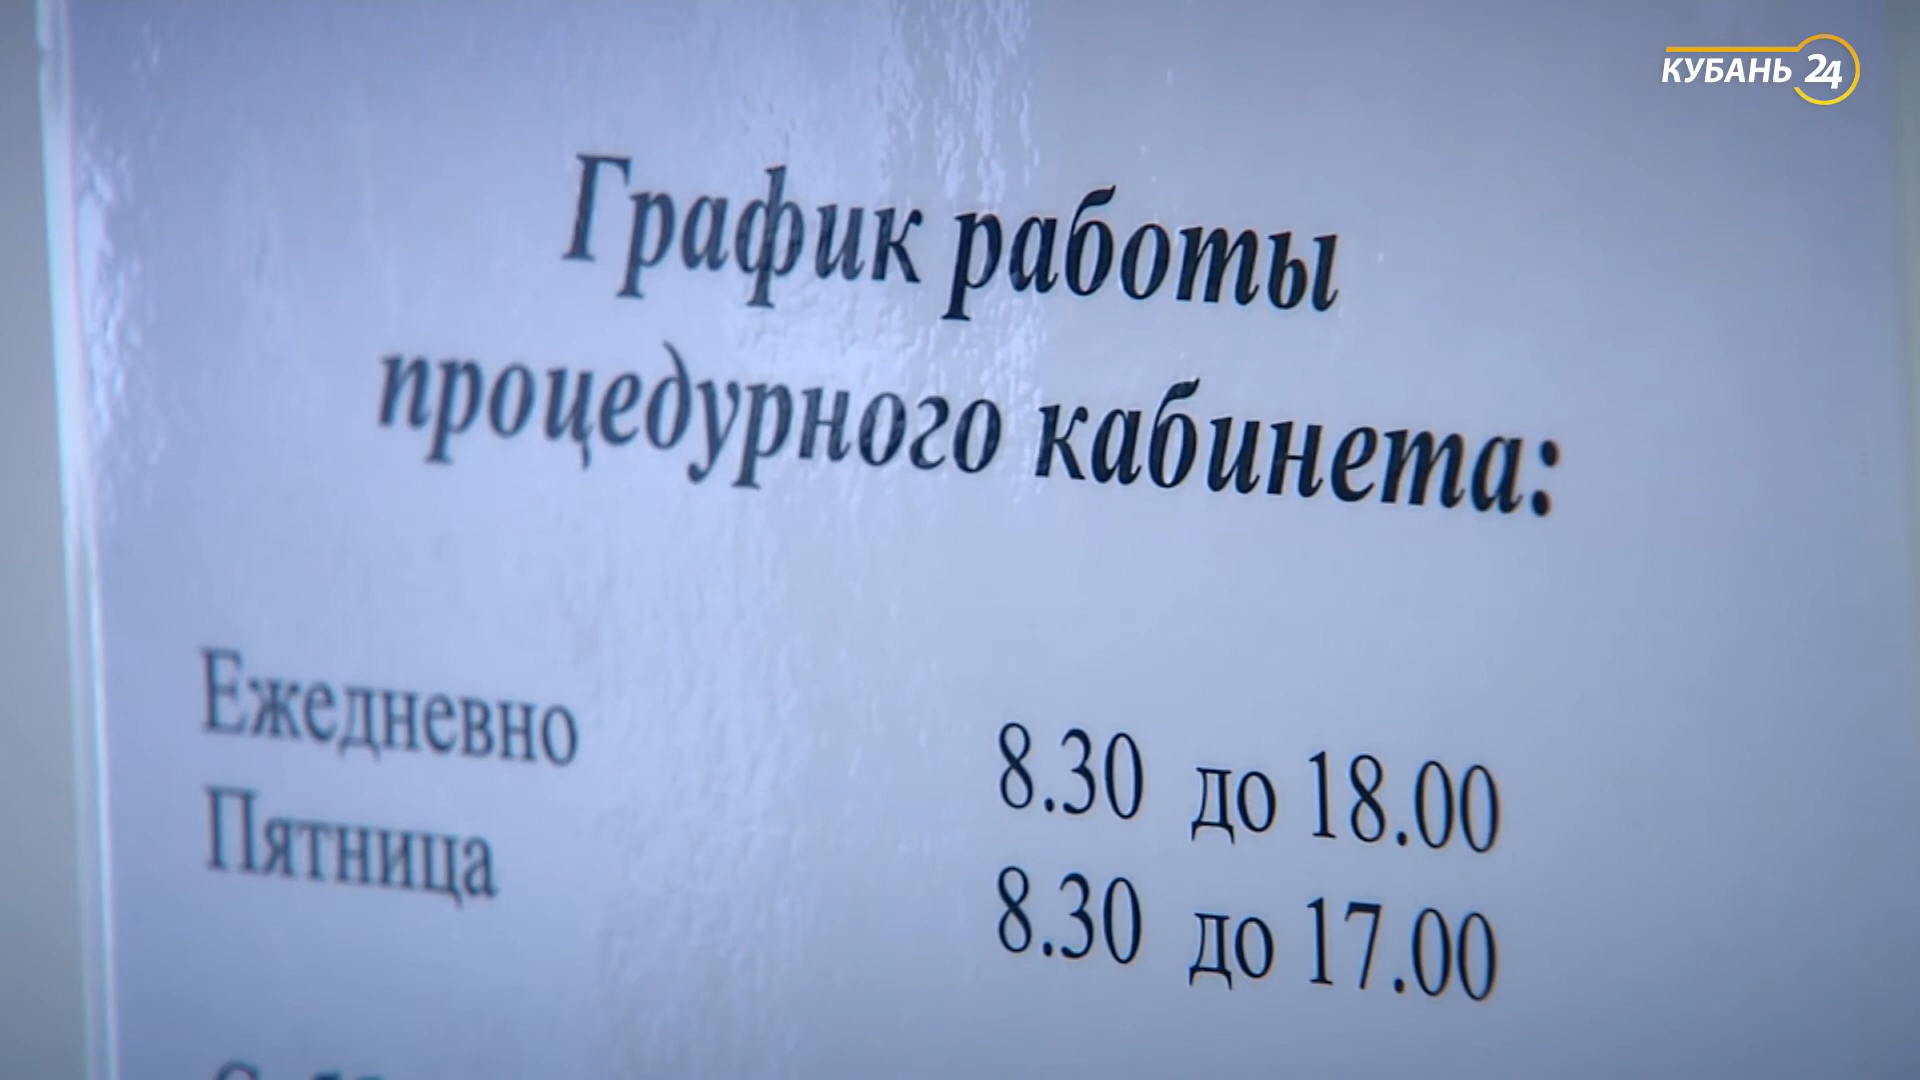 КУБАНЬ 24
График работы
процедурного кабинета:
Ежедневно 8.30 до 18.00
Пятница 8.30 до 17.00